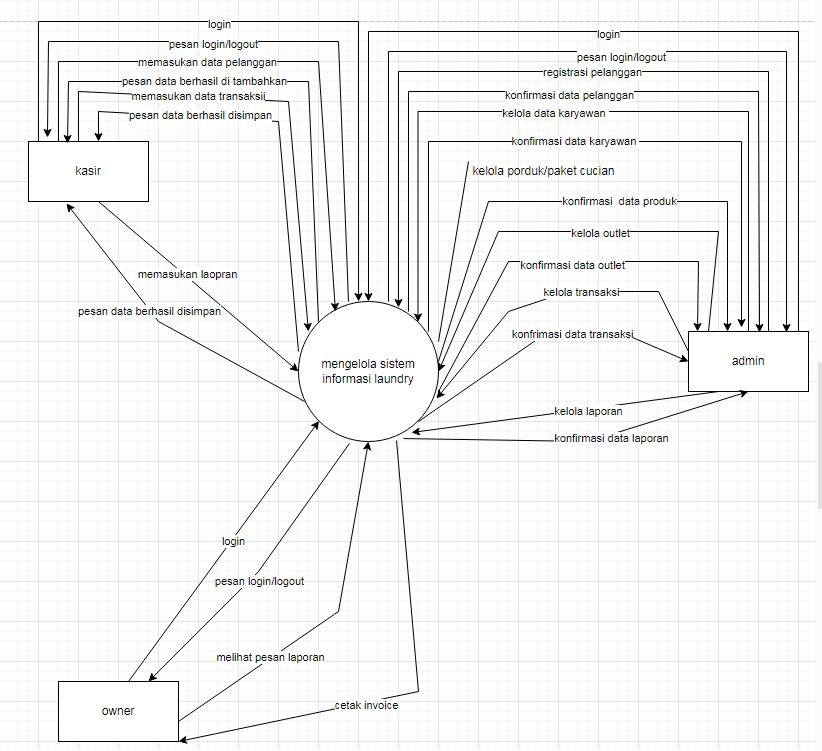 login
pesan login/logout
memasukan data pelanggan
pesan data berhasil di tambahkan
memasukan data transaksii
pesan data berhasil disimpan
kasir
memasukan laopran
pesan data berhasil disimpan
login
pesan login/logout
registrasi pelanggan
konfirmasi data pelanggan
kelola data karyawan
konfirmasi data karyawan
kelola porduk/paket cucian
konfirmasi data produk
kelola outlet
konfirmasi data outlet
kelola transaksi
konfrimasi data transaksi
admin
mengelola sistem
informasi laundry
kelola laporan
konfirmasi data laporan
login
pesan login/logout
melihat pesan laporan
cetak invoice
owner